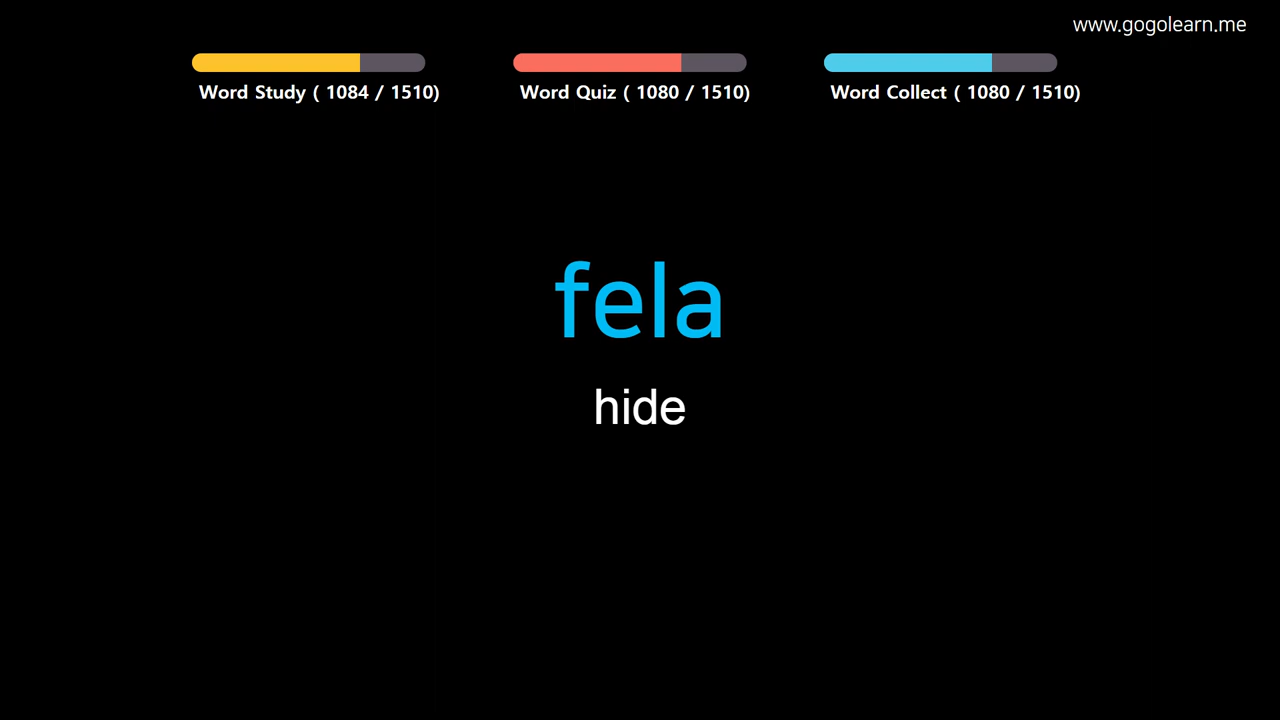 www.gogolearn.me
Word Study ( 1084 / 1510)
Word Quiz ( 1080 / 1510)
Word Collect ( 1080 / 1510)
fela
hide